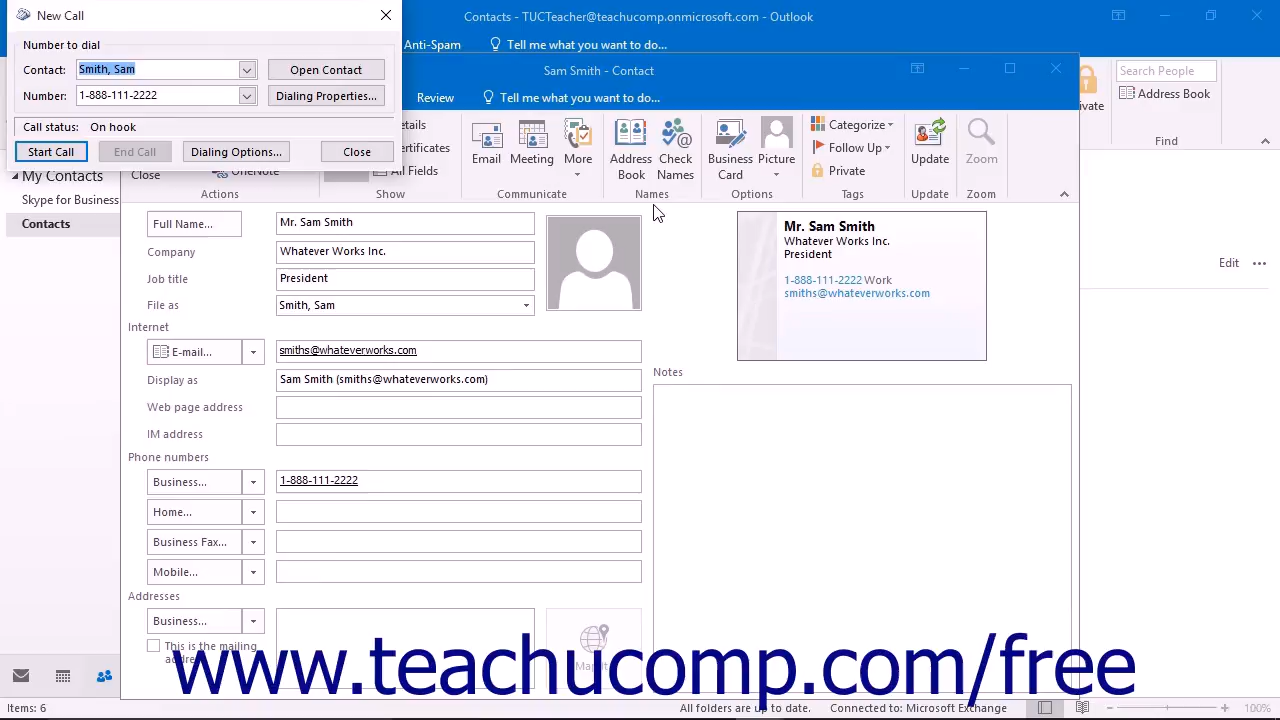 New Call
Number to dial
Contact: Smith, Sam Open Contact
Number: 1-888-111-2222 Dialing Properties...
Call status: On hook
Start Call End Call Dialing Options... Close
Contacts - TUCTeacher@teachucomp.onmicrosoft.com - Outlook
Anti-Spam Tell me what you want to do...
Sam Smith - Contact
Review Tell me what you want to do...
Search People
Address Book
Find
My Contacts
Skype for Business
Contacts
Close
OneNote
Actions
All Fields
Show
Email Meeting More
Communicate
Address Book
Check Names
Names
Business Card
Picture
Options
Categorize
Follow Up
Private
Tags
Update
Update
Zoom
Zoom
Full Name... Mr. Sam Smith
Company Whatever Works Inc.
Job title President
File as Smith, Sam
Internet
E-mail... smiths@whateverworks.com
Display as Sam Smith (smiths@whateverworks.com)
Web page address
IM address
Phone numbers
Business... 1-888-111-2222
Home...
Business Fax...
Mobile...
Addresses
Business...
This is the mailing
Mr. Sam Smith
Whatever Works Inc.
President
1-888-111-2222 Work
smiths@whateverworks.com
Notes
Edit
www.teachucomp.com/free
Items: 6 All folders are up to date. Connected to: Microsoft Exchange 100%